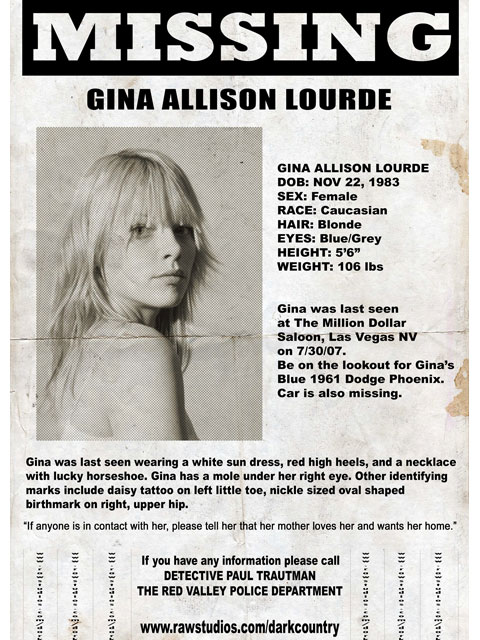 MISSING
GINA ALLISON LOURDE
GINA ALLISON LOURDE
DOB: NOV 22, 1983
SEX: Female
RACE: Caucasian
HAIR: Blonde
EYES: Blue/Grey
HEIGHT: 5'6"
WEIGHT: 106 lbs
Gina was last seen
at The Million Dollar
Saloon, Las Vegas NV
on 7/30/07.
Be on the lookout for Gina's
Blue 1961 Dodge Phoenix.
Car is also missing.
Gina was last seen wearing a white sun dress, red high heels, and a necklace
with lucky horseshoe. Gina has a mole under her right eye. Other identifying
marks include daisy tattoo on left little toe, nickle sized oval shaped
birthmark on right, upper hip.
"If anyone is in contact with her, please tell her that her mother loves her and wants her home."
If you have any information please call
DETECTIVE PAUL TRAUTMAN
THE RED VALLEY POLICE DEPARTMENT
www.rawstudios.com/darkcountry